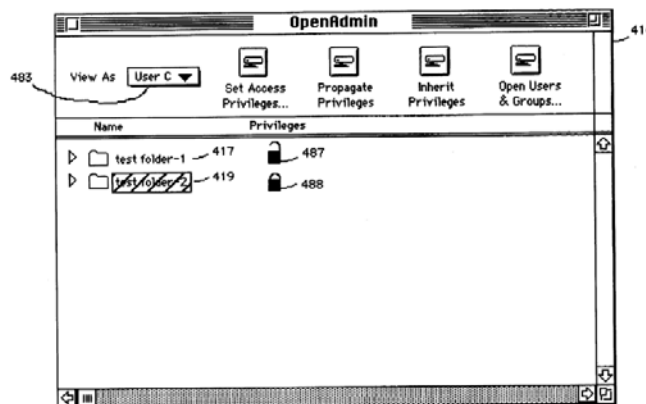 OpenAdmin
41
483
View As
User C
Set Access
Privileges...
Propagate
Privileges
Inherit
Privileges
Open Users
& Groups...
Name
Privileges
test folder-1
417
487
test folder-2
419
488